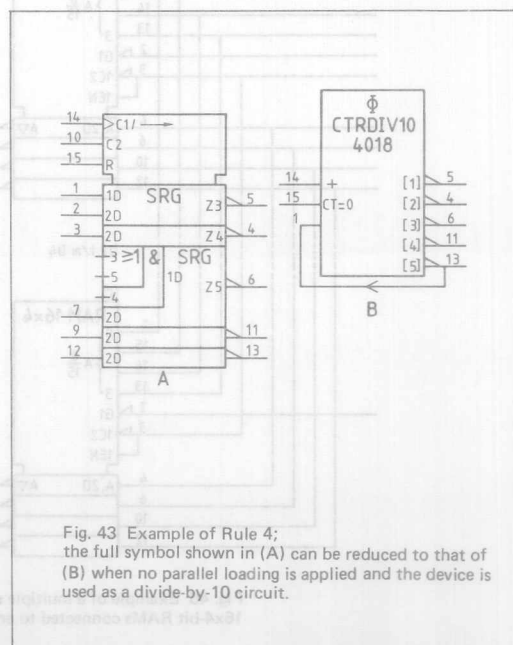 14 >C1/→
10 C2
15 R
1 1D SRG Z3 5
2 2D
3 2D Z4 4
3 ≥1 & SRG
5 1D Z5 6
4
7 2D
9 2D 11
12 2D 13
A
Φ
CTRDIV10
4018
14 +
15 CT=0
1
[1] 5
[2] 4
[3] 6
[4] 11
[5] 13
B
Fig. 43 Example of Rule 4;
the full symbol shown in (A) can be reduced to that of
(B) when no parallel loading is applied and the device is
used as a divide-by-10 circuit.